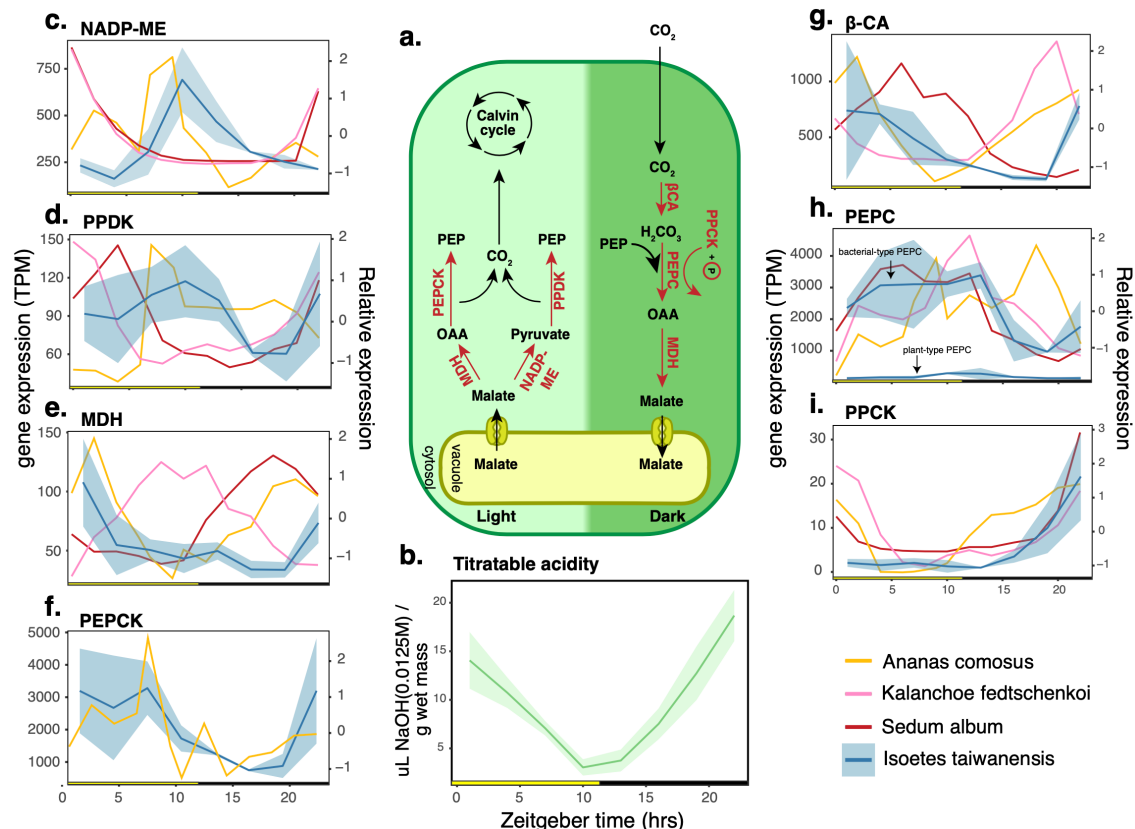 c.
NADP-ME
750
500
250
2
1
0
−1
d.
PPDK
150
120
90
60
2
1
0
−1
gene expression (TPM)
Relative expression
e.
MDH
150
100
50
2
1
0
−1
f.
PEPCK
5000
4000
3000
2000
1000
2
1
0
−1
0
5
10
15
20
a.
CO2
Calvin
cycle
CO2
βCA
PEP
PEP
H2CO3
PEP
PPCK + P
CO2
PEPCK
PPDK
PEPC
OAA
Pyruvate
OAA
MDH
NADP-
ME
MDH
Malate
Malate
Malate
Malate
cytosol
vacuole
Light
Dark
b.
Titratable acidity
uL NaOH(0.0125M) /
g wet mass
20
15
10
5
0
5
10
15
20
Zeitgeber time (hrs)
g.
β-CA
1000
500
2
1
0
−1
h.
PEPC
4000
3000
2000
1000
bacterial-type PEPC
plant-type PEPC
2
1
0
−1
gene expression (TPM)
Relative expression
i.
PPCK
30
20
10
0
3
2
1
0
−1
0
5
10
15
20
Ananas comosus
Kalanchoe fedtschenkoi
Sedum album
Isoetes taiwanensis